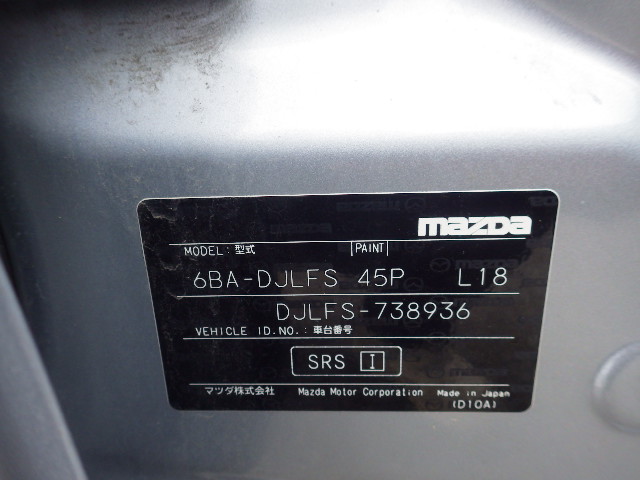 mazda
MODEL: 型式 PAINT
6BA-DJLFS 45P L18
DJLFS-738936
VEHICLE ID.NO.: 車台番号
SRS I
マツダ株式会社 Mazda Motor Corporation Made in Japan
(D10A)